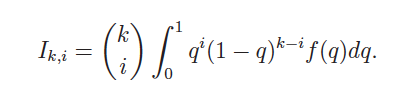 $I_{k,i} = \binom{k}{i} \int_0^1 q^i (1 - q)^{k-i} f(q) dq.$